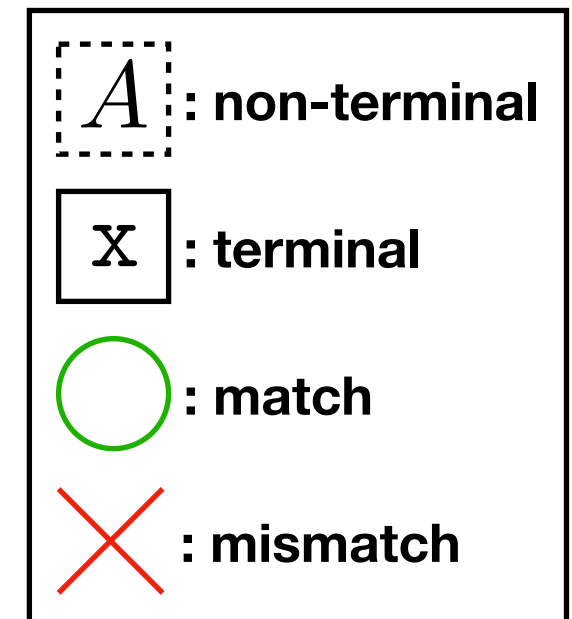 A : non-terminal
x : terminal
: match
: mismatch